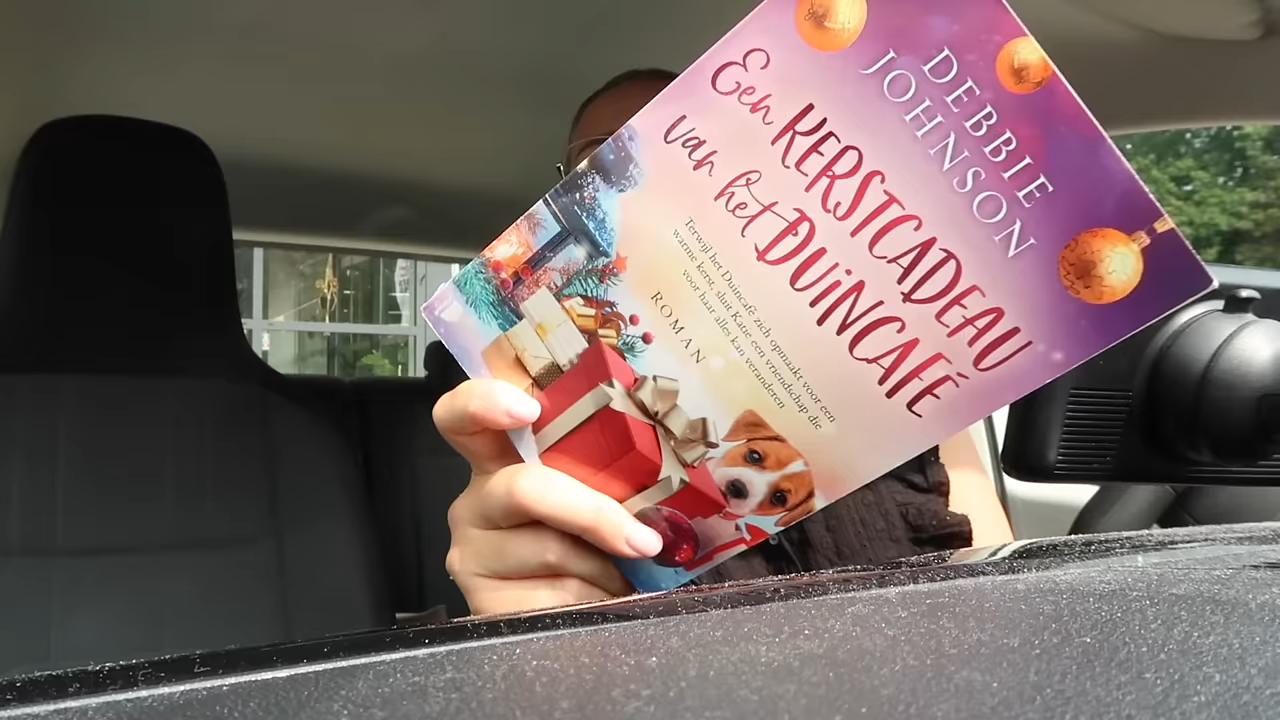 DEBBIE
JOHNSON
Een KERSTCADEAU
van het DUiNCAFÉ
Terwijl het Duincafé zich opmaakt voor een
warme kerst, sluit Katie een vriendschap die
voor haar alles kan veranderen
ROMAN